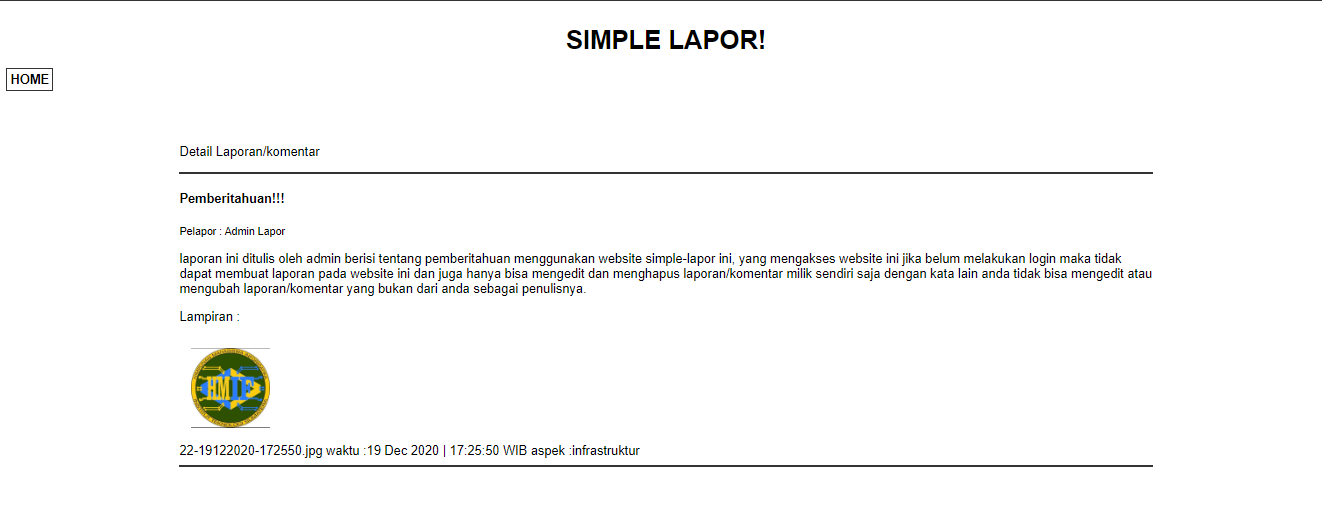 SIMPLE LAPOR!
HOME
Detail Laporan/komentar
Pemberitahuan!!!
Pelapor : Admin Lapor
laporan ini ditulis oleh admin berisi tentang pemberitahuan menggunakan website simple-lapor ini, yang mengakses website ini jika belum melakukan login maka tidak
dapat membuat laporan pada website ini dan juga hanya bisa mengedit dan menghapus laporan/komentar milik sendiri saja dengan kata lain anda tidak bisa mengedit atau
mengubah laporan/komentar yang bukan dari anda sebagai penulisnya.
Lampiran :
HMIF
22-19122020-172550.jpg waktu :19 Dec 2020 | 17:25:50 WIB aspek :infrastruktur